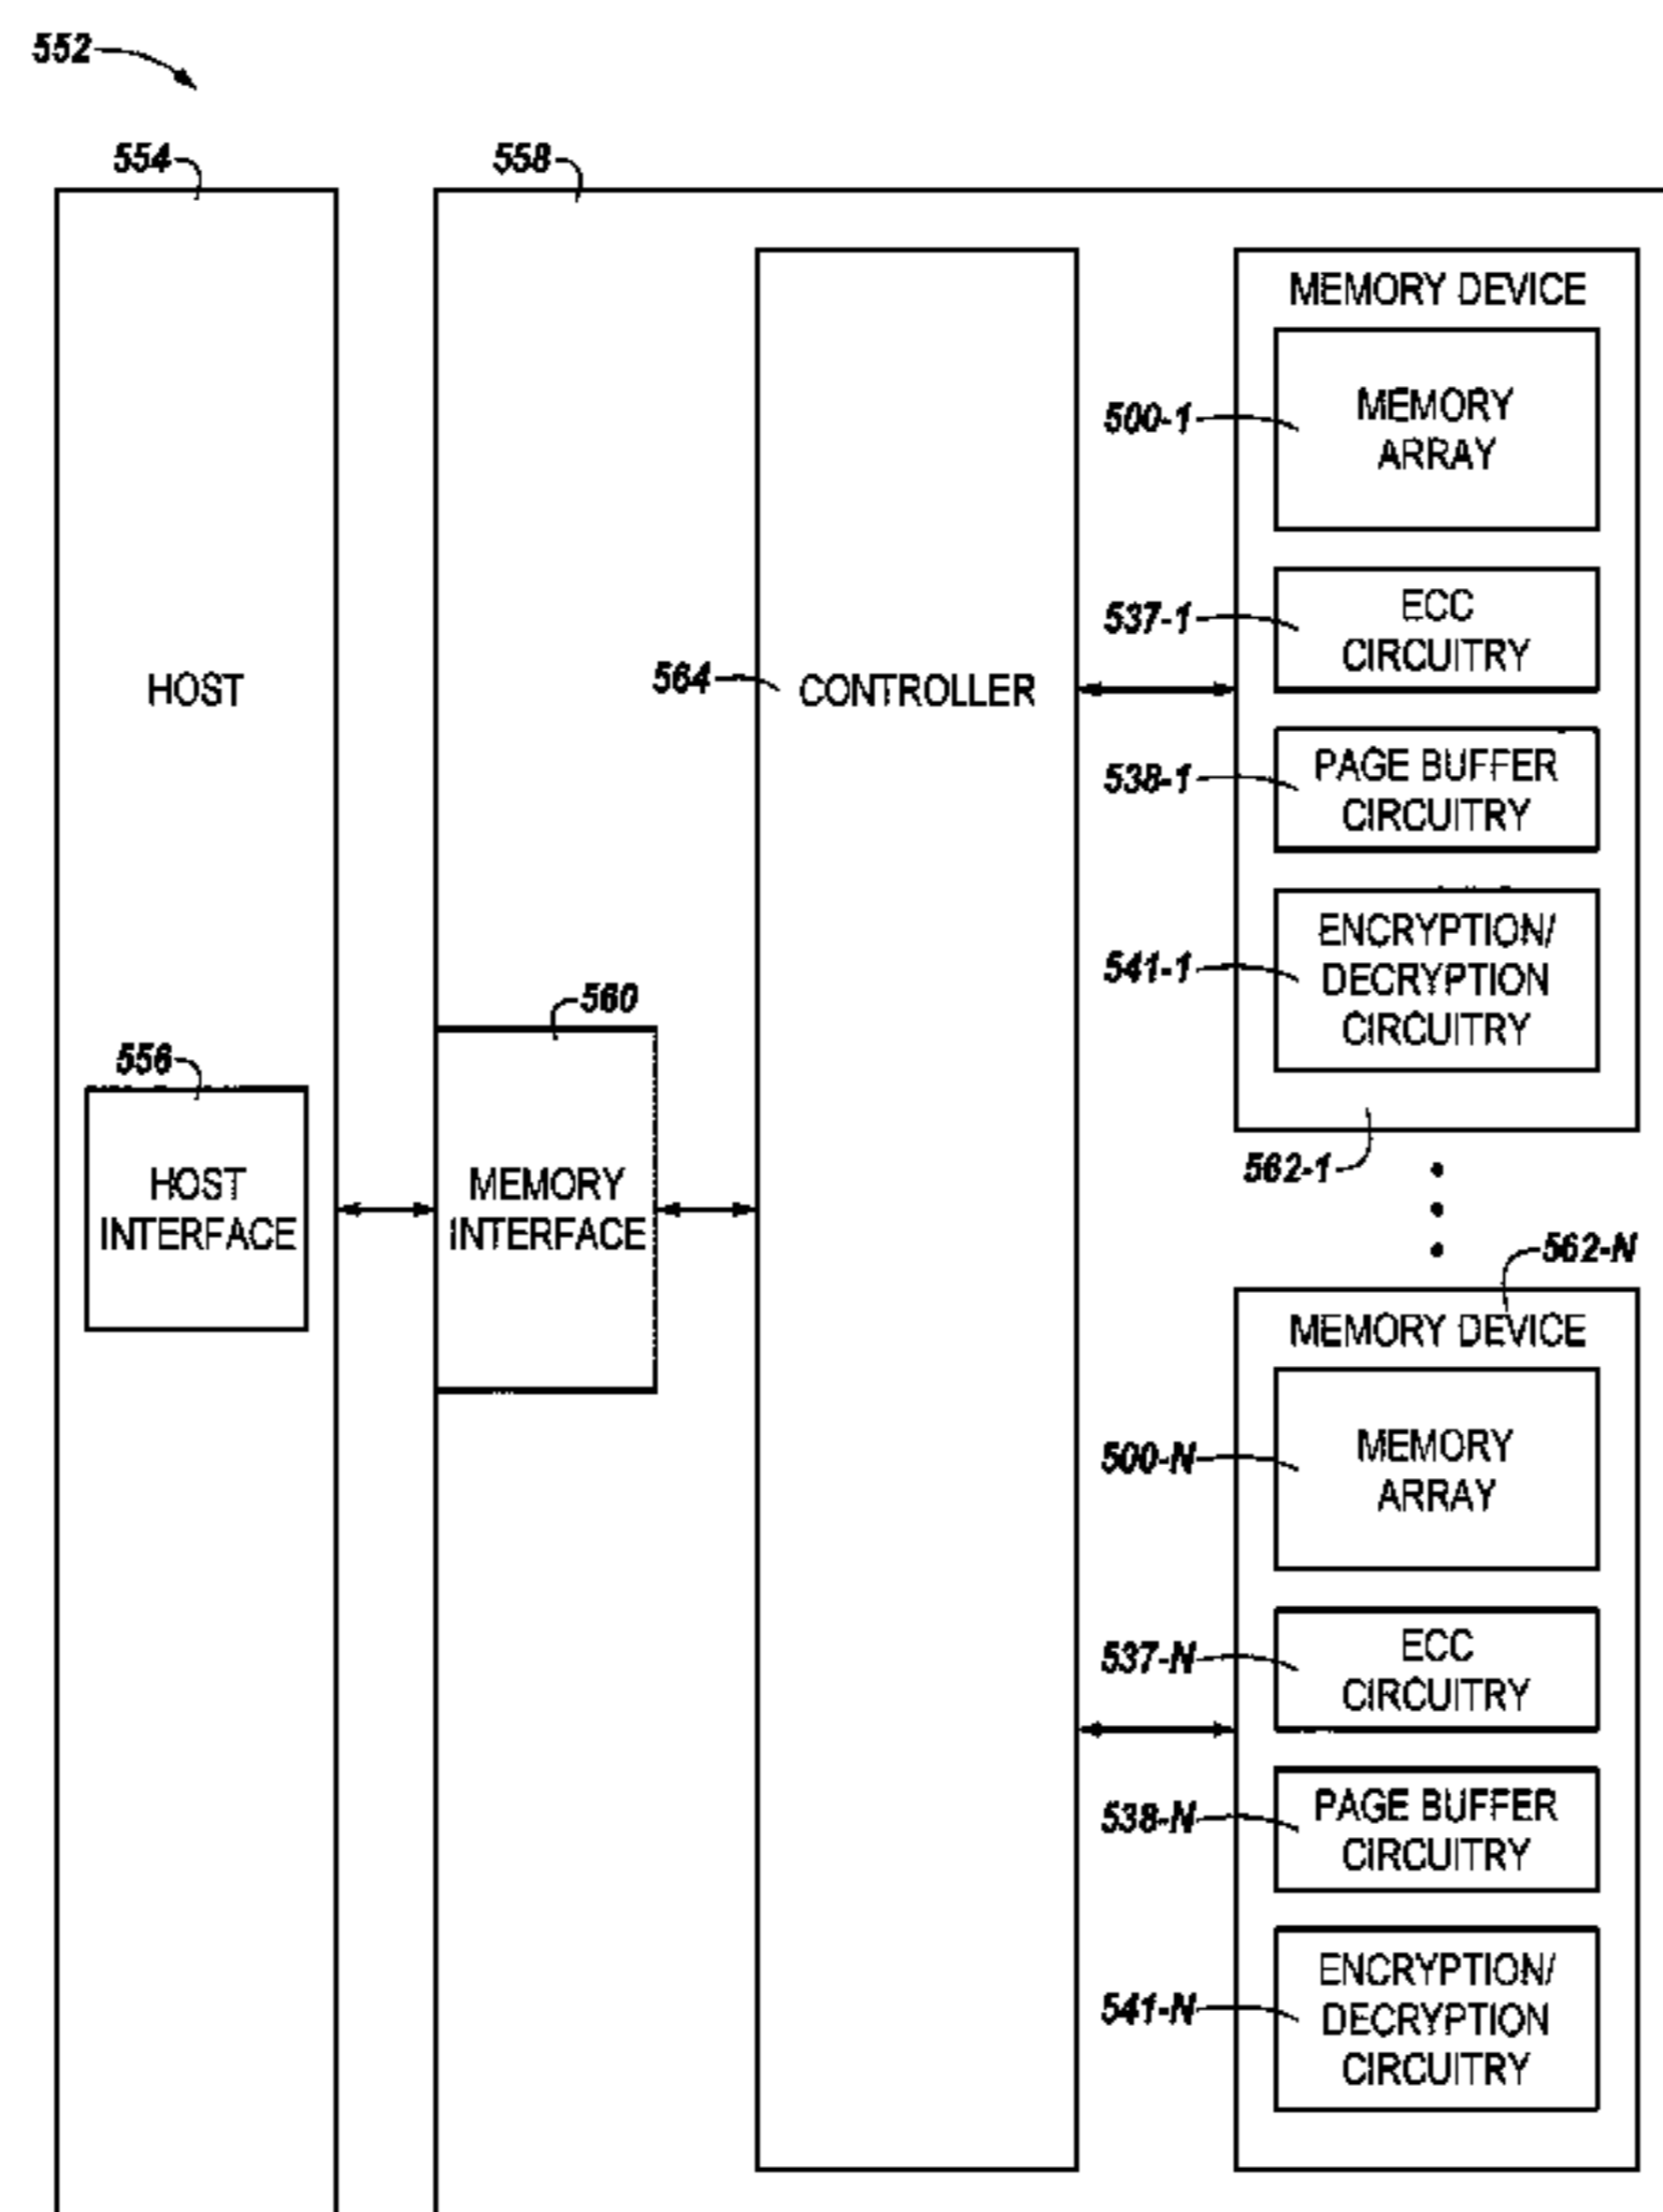 552
554
558
HOST
556
HOST
INTERFACE
560
MEMORY
INTERFACE
564
CONTROLLER
MEMORY DEVICE
500-1
MEMORY
ARRAY
537-1
ECC
CIRCUITRY
538-1
PAGE BUFFER
CIRCUITRY
541-1
ENCRYPTION/
DECRYPTION
CIRCUITRY
562-1
562-N
MEMORY DEVICE
500-N
MEMORY
ARRAY
537-N
ECC
CIRCUITRY
538-N
PAGE BUFFER
CIRCUITRY
541-N
ENCRYPTION/
DECRYPTION
CIRCUITRY